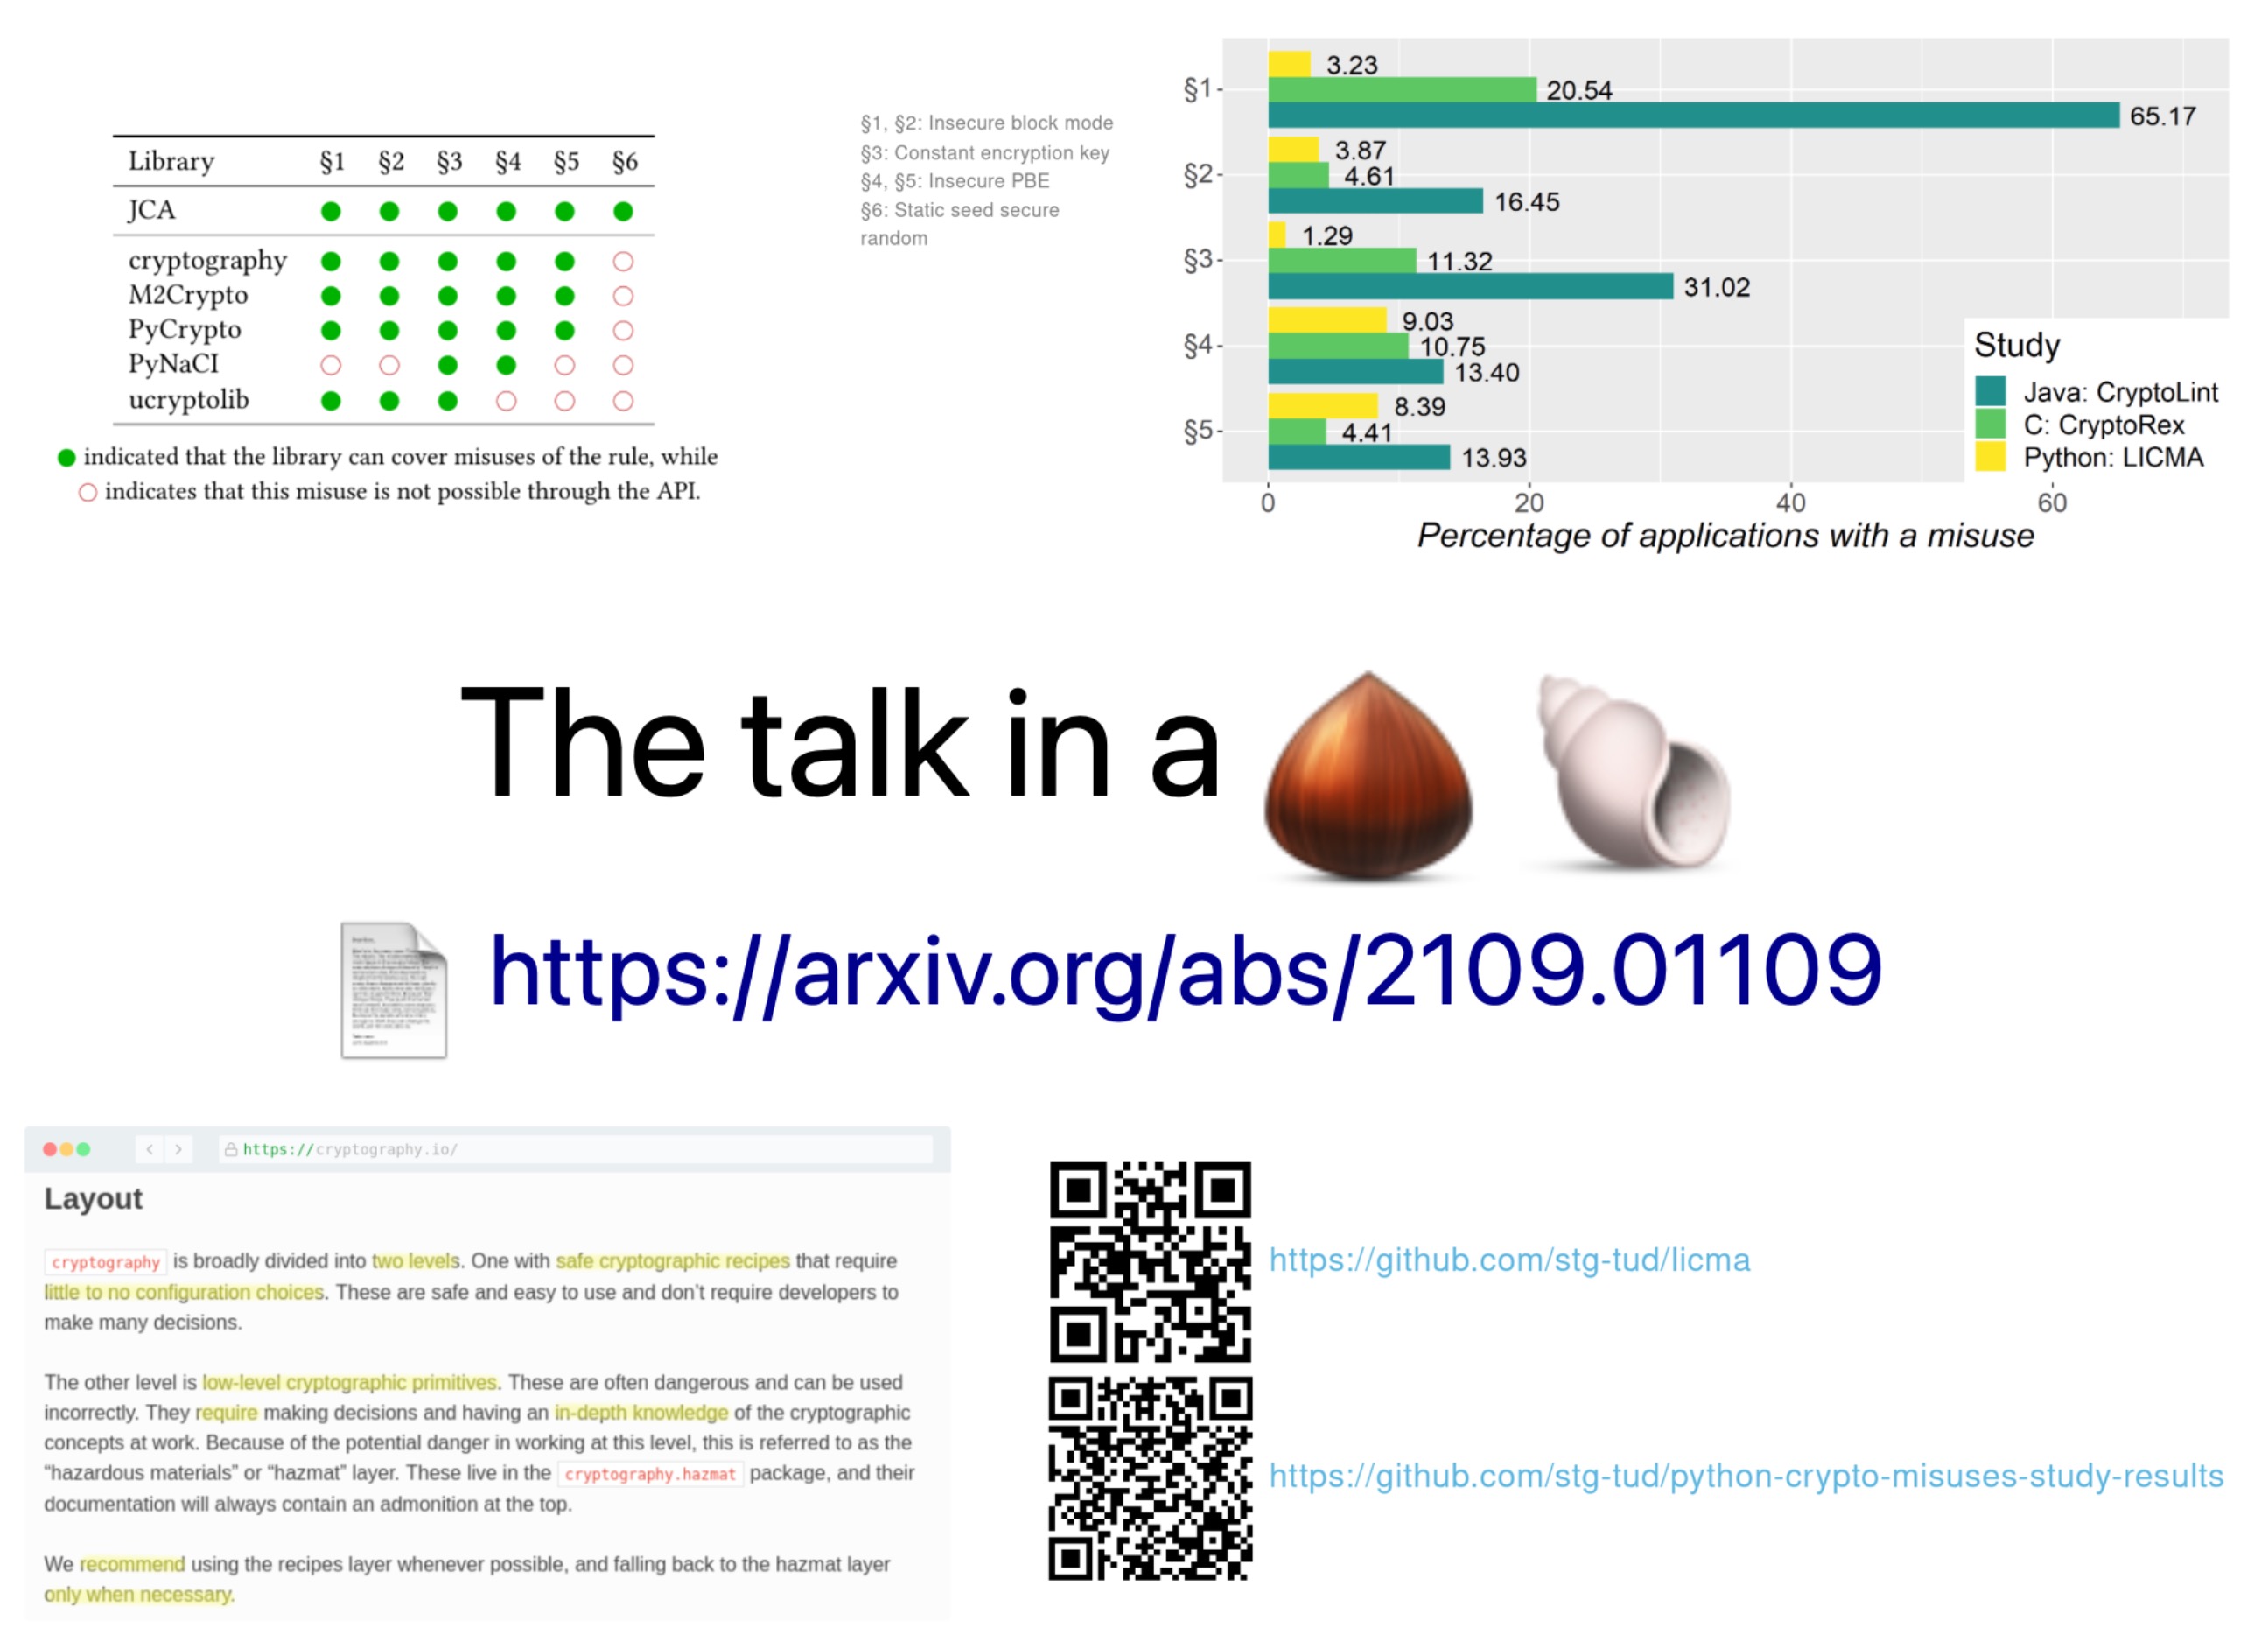 Library §1 §2 §3 §4 §5 §6
JCA
cryptography
M2Crypto
PyCrypto
PyNaCI
ucryptolib
indicated that the library can cover misuses of the rule, while
indicates that this misuse is not possible through the API.
§1, §2: Insecure block mode
§3: Constant encryption key
§4, §5: Insecure PBE
§6: Static seed secure
random
§1
3.23
20.54
65.17
§2
3.87
4.61
16.45
§3
1.29
11.32
31.02
§4
9.03
10.75
13.40
§5
8.39
4.41
13.93
Study
Java: CryptoLint
C: CryptoRex
Python: LICMA
0 20 40 60
Percentage of applications with a misuse
The talk in a
https://arxiv.org/abs/2109.01109
https://cryptography.io/
Layout
cryptography is broadly divided into two levels. One with safe cryptographic recipes that require
little to no configuration choices. These are safe and easy to use and don't require developers to
make many decisions.
The other level is low-level cryptographic primitives. These are often dangerous and can be used
incorrectly. They require making decisions and having an in-depth knowledge of the cryptographic
concepts at work. Because of the potential danger in working at this level, this is referred to as the
“hazardous materials” or “hazmat” layer. These live in the cryptography.hazmat package, and their
documentation will always contain an admonition at the top.
We recommend using the recipes layer whenever possible, and falling back to the hazmat layer
only when necessary.
https://github.com/stg-tud/licma
https://github.com/stg-tud/python-crypto-misuses-study-results